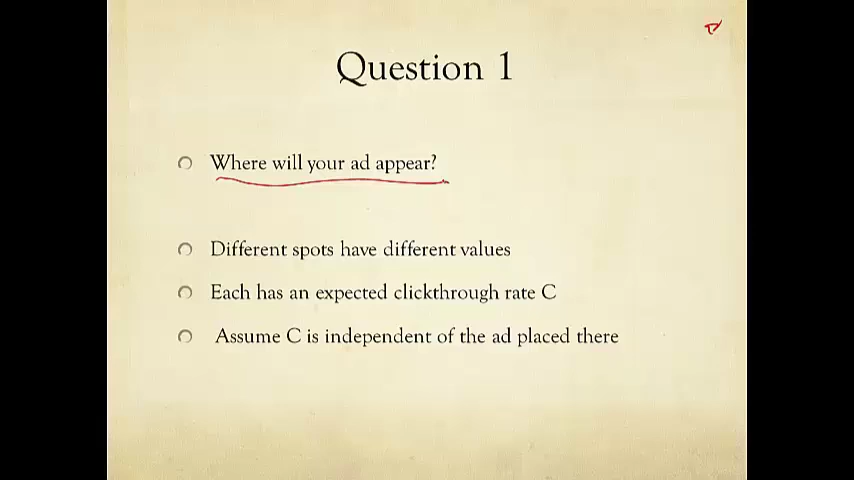 Question 1
Where will your ad appear?
Different spots have different values
Each has an expected clickthrough rate C
Assume C is independent of the ad placed there